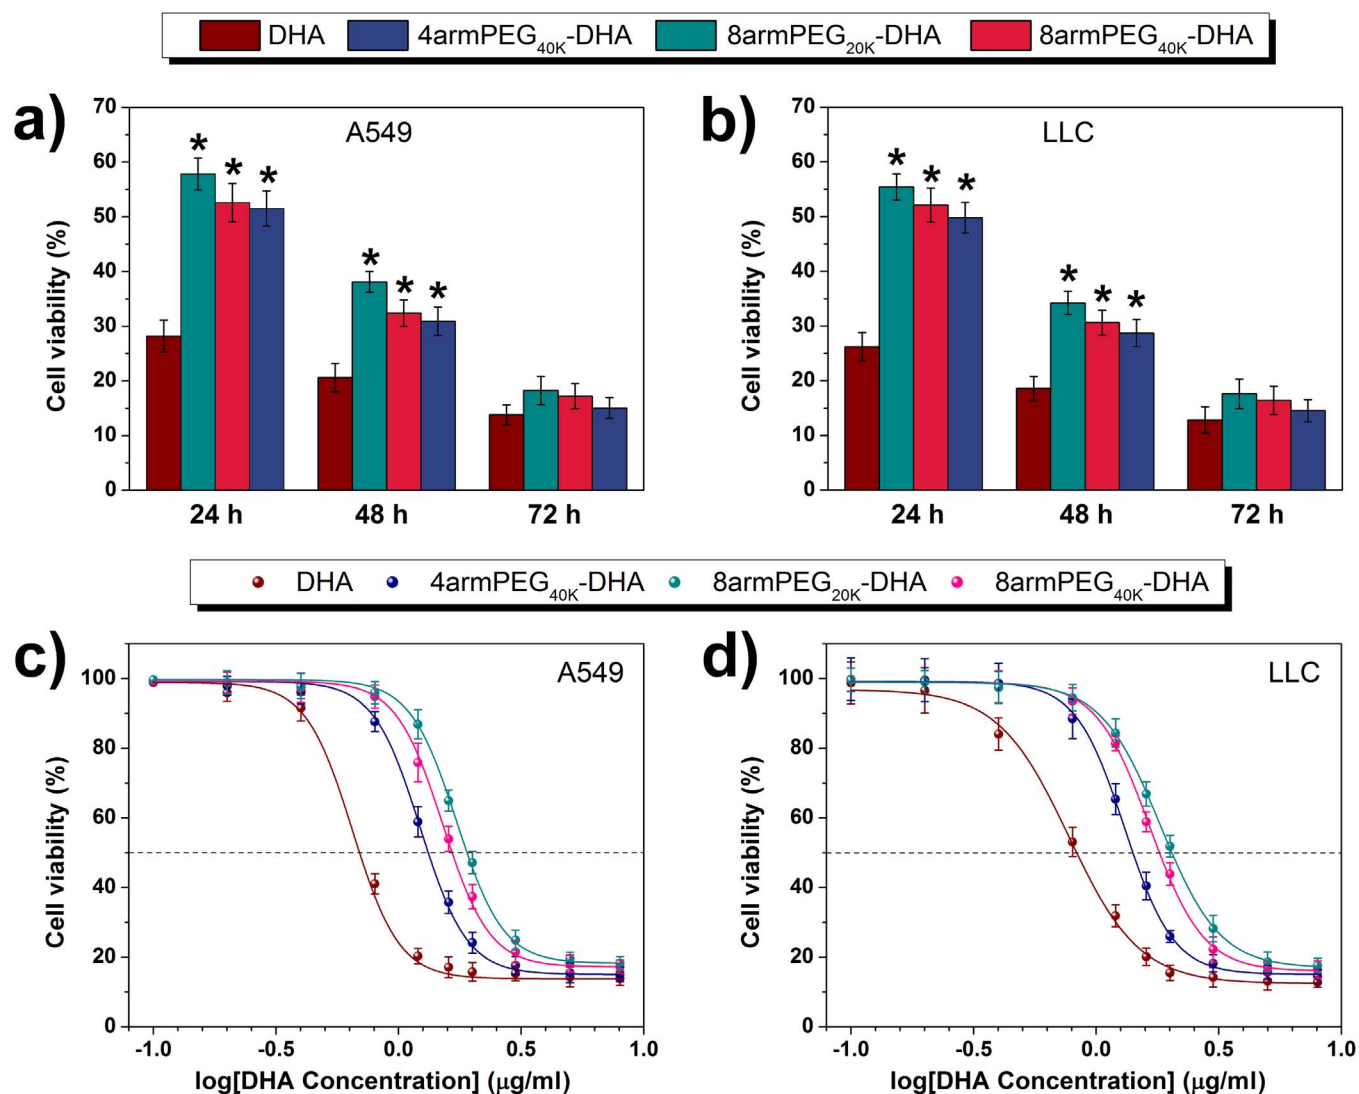 DHA 4armPEG40K-DHA 8armPEG20K-DHA 8armPEG40K-DHA
a)
A549
Cell viability (%)
70
60
50
40
30
20
10
0
* * *
* * *
24 h 48 h 72 h
b)
LLC
Cell viability (%)
70
60
50
40
30
20
10
0
* * *
* * *
24 h 48 h 72 h
DHA 4armPEG40K-DHA 8armPEG20K-DHA 8armPEG40K-DHA
c)
A549
Cell viability (%)
100
80
60
40
20
0
-1.0 -0.5 0.0 0.5 1.0
log[DHA Concentration] (μg/ml)
d)
LLC
Cell viability (%)
100
80
60
40
20
0
-1.0 -0.5 0.0 0.5 1.0
log[DHA Concentration] (μg/ml)